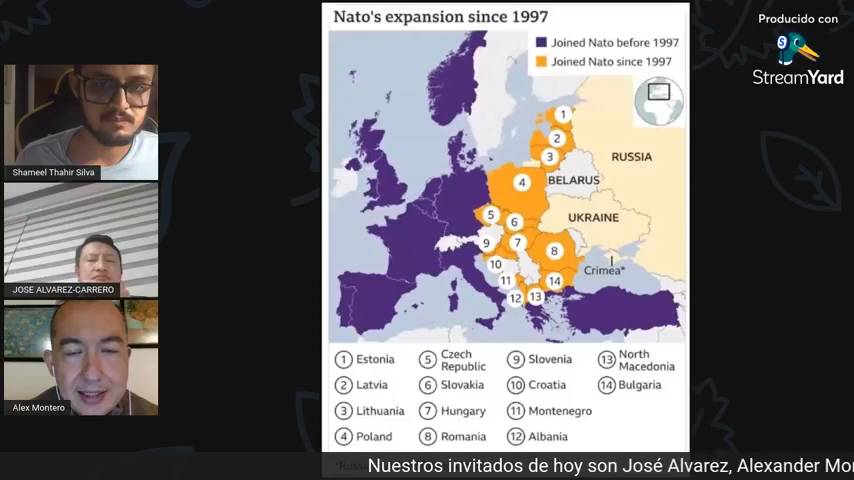 Nato's expansion since 1997
Joined Nato before 1997
Joined Nato since 1997
Producido con
StreamYard
Shameel Thahir Silva
JOSE ALVAREZ-CARRERO
Alex Montero
1
2
3
RUSSIA
BELARUS
4
UKRAINE
5
6
9
7
8
10
Crimea*
11
14
12
13
1 Estonia
5 Czech
Republic
9 Slovenia
13 North
Macedonia
2 Latvia
6 Slovakia
10 Croatia
14 Bulgaria
3 Lithuania
7 Hungary
11 Montenegro
4 Poland
8 Romania
12 Albania
Nuestros invitados de hoy son José Alvarez, Alexander Mo